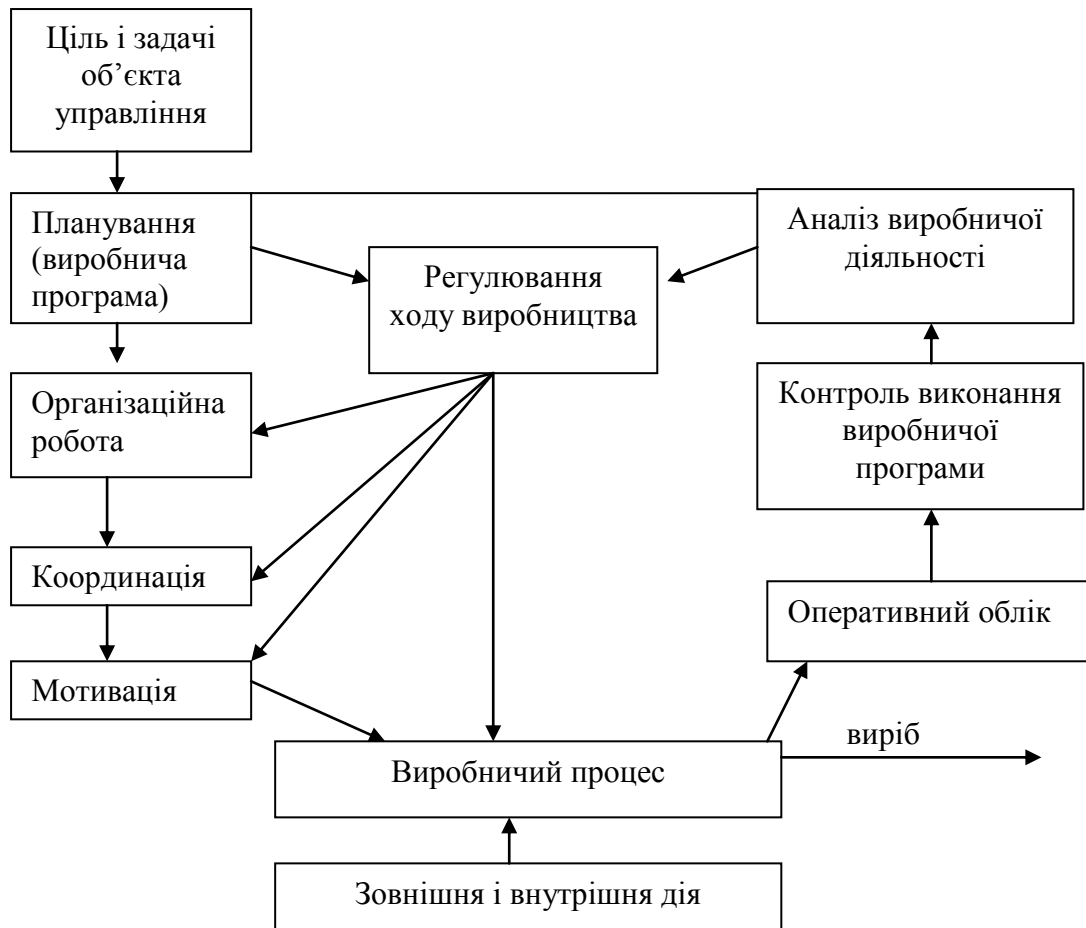 Ціль і задачі
об’єкта
управління
Планування
(виробнича
програма)
Регулювання
ходу виробництва
Аналіз виробничої
діяльності
Організаційна
робота
Контроль виконання
виробничої
програми
Координація
Оперативний облік
Мотивація
виріб
Виробничий процес
Зовнішня і внутрішня дія